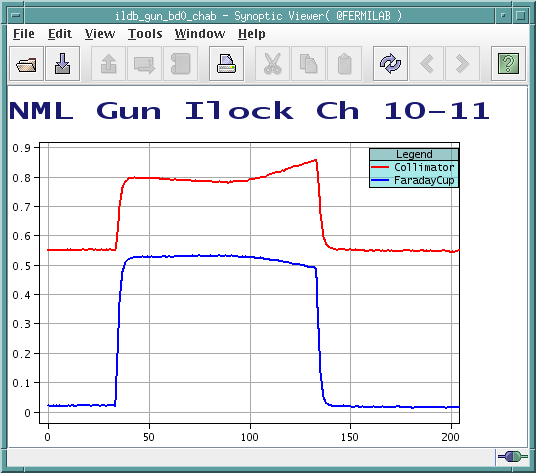 ildb_gun_bd0_chab - Synoptic Viewer( @FERMILAB )
File Edit View Tools Window Help
NML Gun Ilock Ch 10-11
Legend
Collimator
FaradayCup
0.9
0.8
0.7
0.6
0.5
0.4
0.3
0.2
0.1
0
0 50 100 150 200